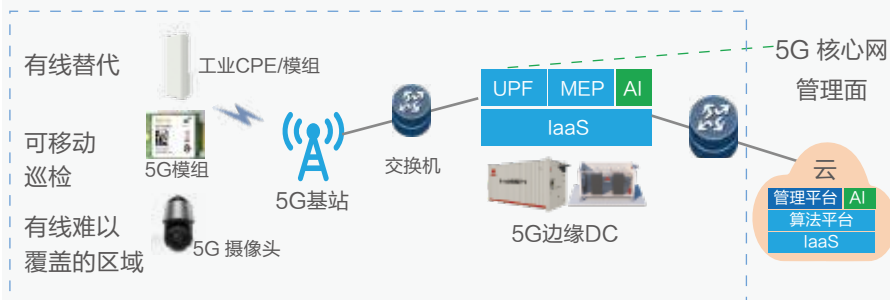 有线替代
工业CPE/模组
可移动
巡检
5G模组
有线难以
覆盖的区域
5G 摄像头
5G基站
交换机
UPF
MEP
AI
IaaS
5G边缘DC
5G 核心网
管理面
云
管理平台
AI
算法平台
IaaS